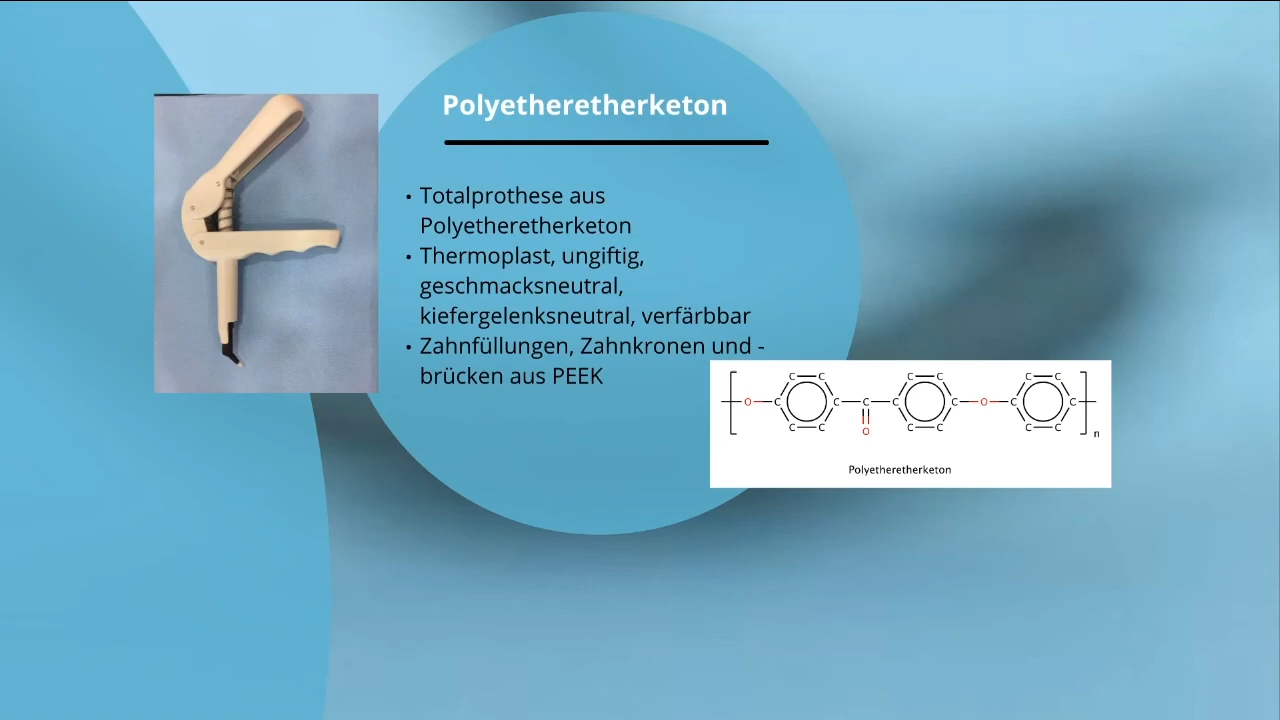 Polyetheretherketon
• Totalprothese aus
Polyetheretherketon
• Thermoplast, ungiftig,
geschmacksneutral,
kiefergelenksneutral, verfärbbar
• Zahnfüllungen, Zahnkronen und -
brücken aus PEEK
C C C C C C
O C C C C C O C C
O
C C C C C C
n
Polyetheretherketon